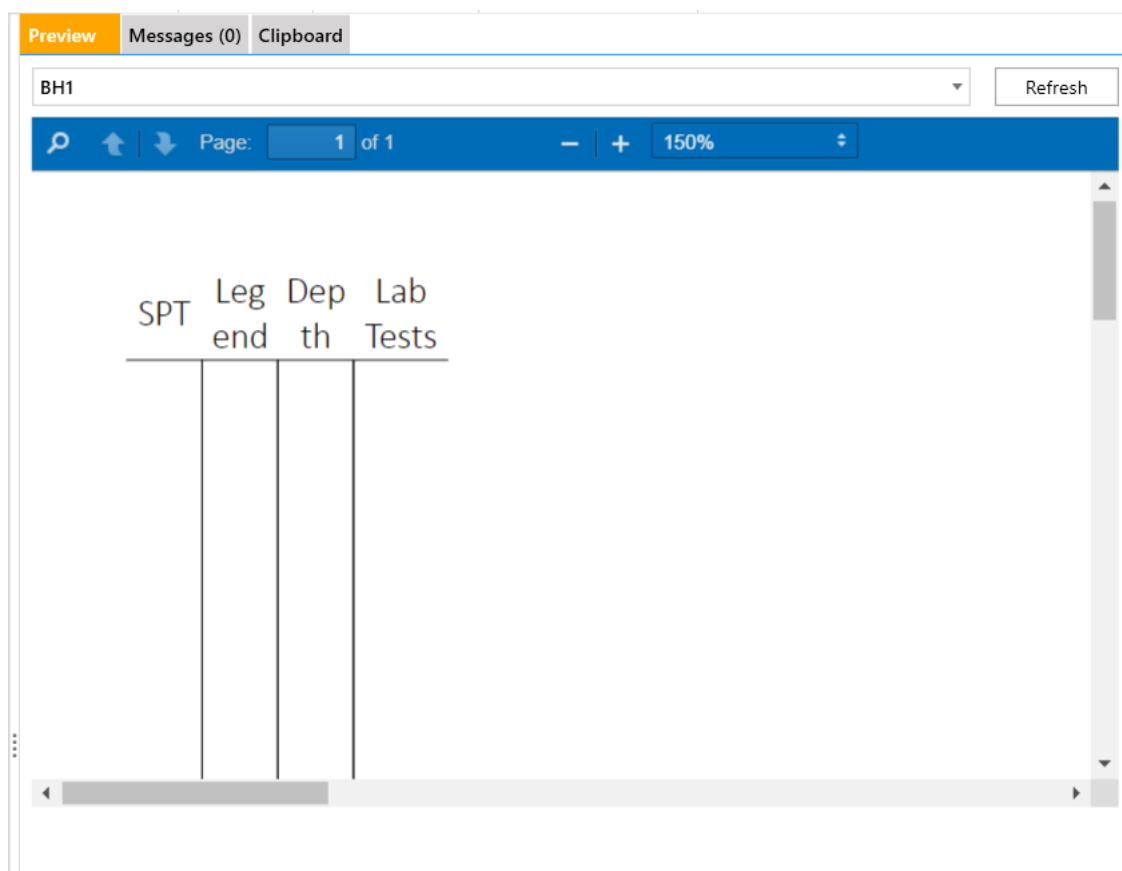 Preview Messages (0) Clipboard
BH1 Refresh
Page: 1 of 1 150%
SPT Leg Dep Lab
end th Tests